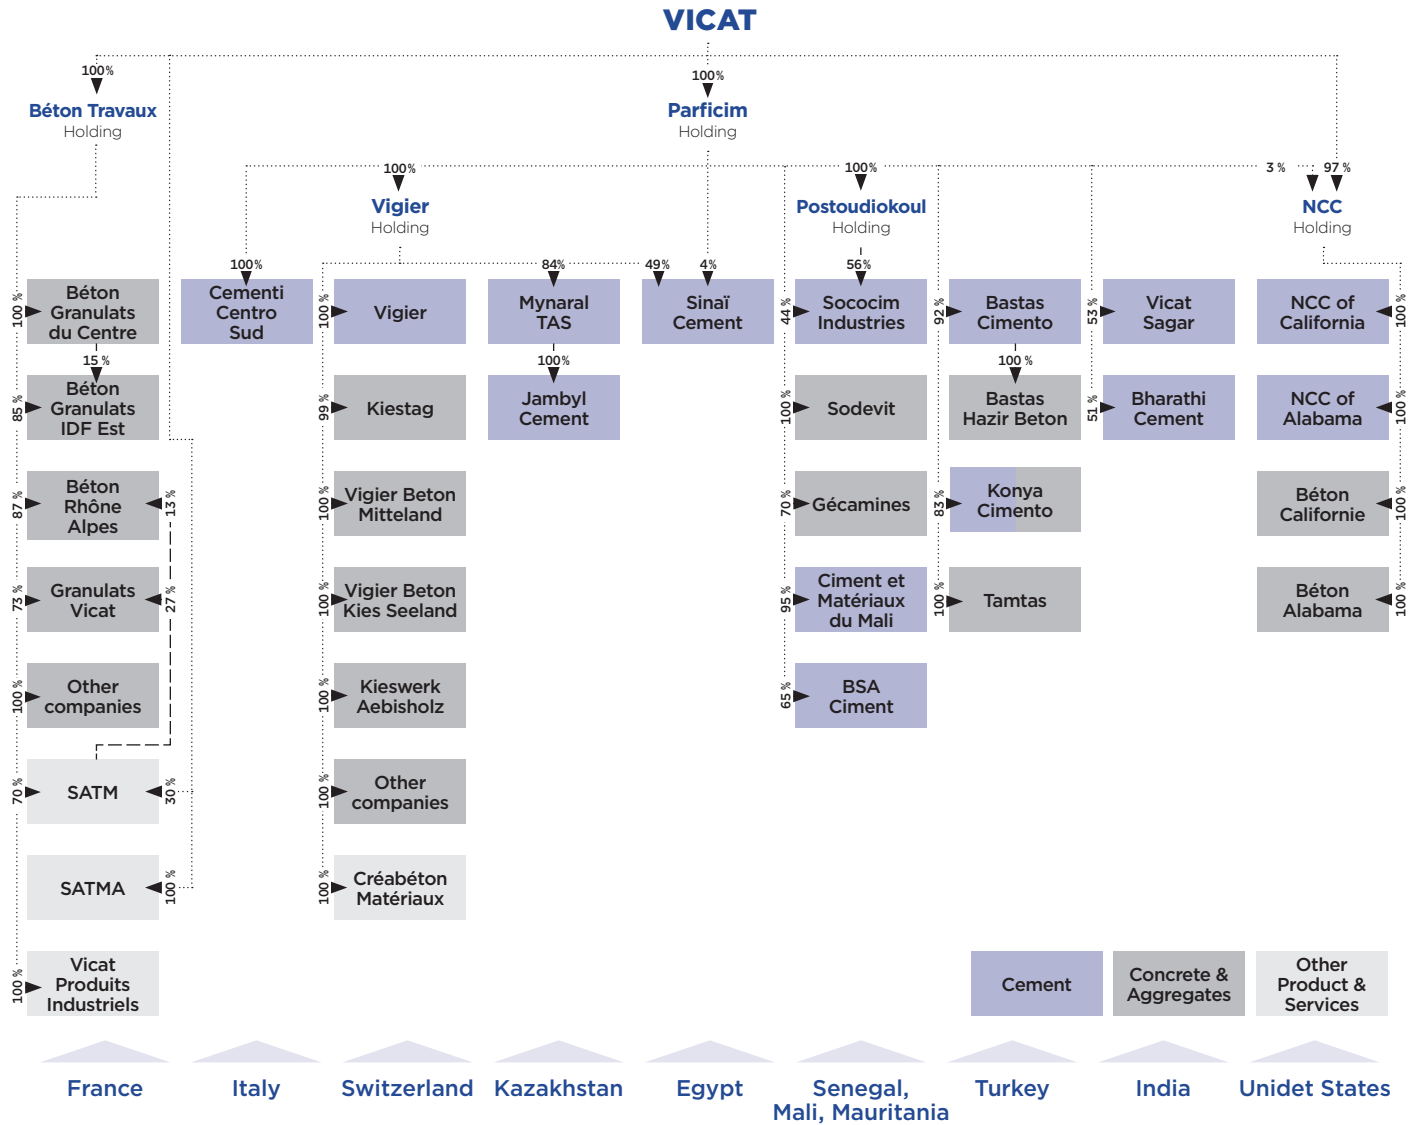 VICAT
100%
100%
Béton Travaux
Holding
Parficim
Holding
100%
100%
3 %
97 %
Vigier
Holding
Postoudiokoul
Holding
NCC
Holding
100%
84%
49%
4%
56%
100 %
Béton
Granulats
du Centre
Cementi
Centro
Sud
100 %
Vigier
Mynaral
TAS
Sinaï
Cement
44 %
Sococim
Industries
92 %
Bastas
Cimento
53 %
Vicat
Sagar
NCC of
California
100 %
15 %
100%
100 %
85 %
Béton
Granulats
IDF Est
99 %
Kiestag
Jambyl
Cement
100 %
Sodevit
Bastas
Hazir Beton
51 %
Bharathi
Cement
NCC of
Alabama
100 %
87 %
Béton
Rhône
Alpes
13 %
100 %
Vigier Beton
Mitteland
70 %
Gécamines
83 %
Konya
Cimento
Béton
Californie
100 %
73 %
Granulats
Vicat
27 %
100 %
Vigier Beton
Kies Seeland
95 %
Ciment et
Matériaux
du Mali
100 %
Tamtas
Béton
Alabama
100 %
100 %
Other
companies
100 %
Kieswerk
Aebisholz
65 %
BSA
Ciment
70 %
SATM
30 %
100 %
Other
companies
SATMA
100 %
100 %
Créabéton
Matériaux
100 %
Vicat
Produits
Industriels
Cement
Concrete &
Aggregates
Other
Product &
Services
France
Italy
Switzerland
Kazakhstan
Egypt
Senegal,
Mali, Mauritania
Turkey
India
Unidet States